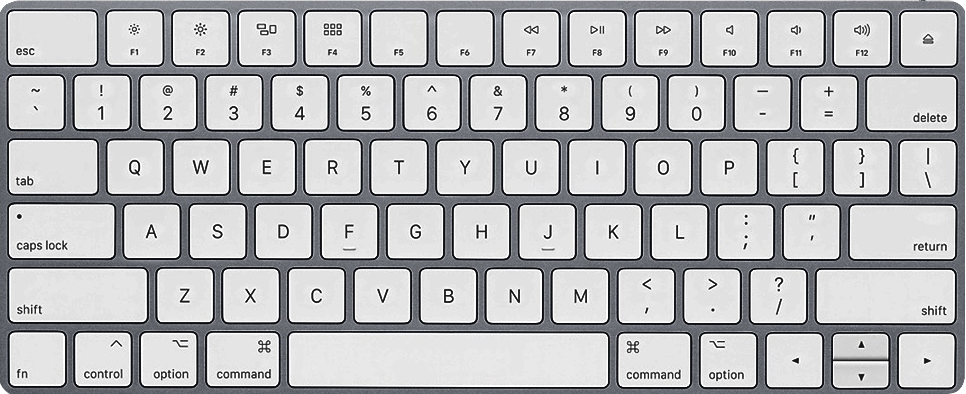 esc F1 F2 F3 F4 F5 F6 F7 F8 F9 F10 F11 F12
~ ! @ # $ % ^ & * ( ) — +
` 1 2 3 4 5 6 7 8 9 0 - = delete
tab Q W E R T Y U I O P { } |
[ ] \
caps lock A S D F G H J K L : " return
; '
shift Z X C V B N M < > ? shift
, . /
fn control option command command option